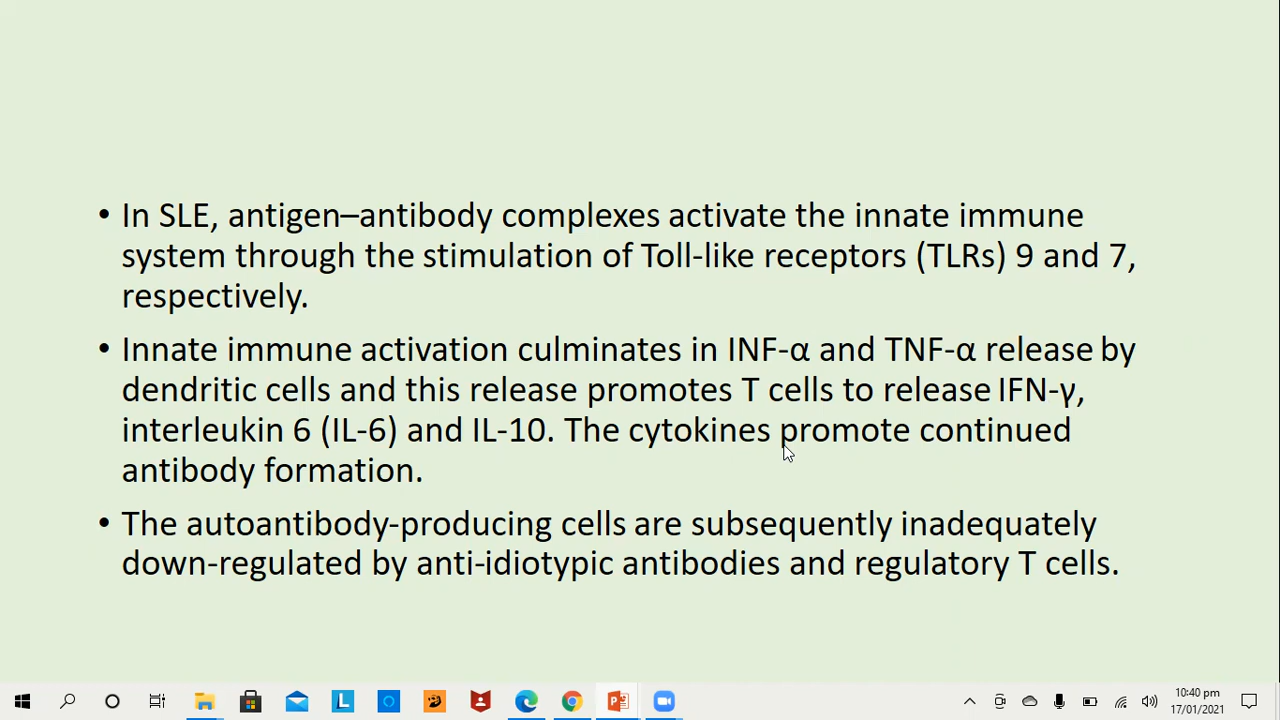 • In SLE, antigen–antibody complexes activate the innate immune
system through the stimulation of Toll-like receptors (TLRs) 9 and 7,
respectively.
• Innate immune activation culminates in INF-α and TNF-α release by
dendritic cells and this release promotes T cells to release IFN-γ,
interleukin 6 (IL-6) and IL-10. The cytokines promote continued
antibody formation.
• The autoantibody-producing cells are subsequently inadequately
down-regulated by anti-idiotypic antibodies and regulatory T cells.
L
10:40 pm
17/01/2021